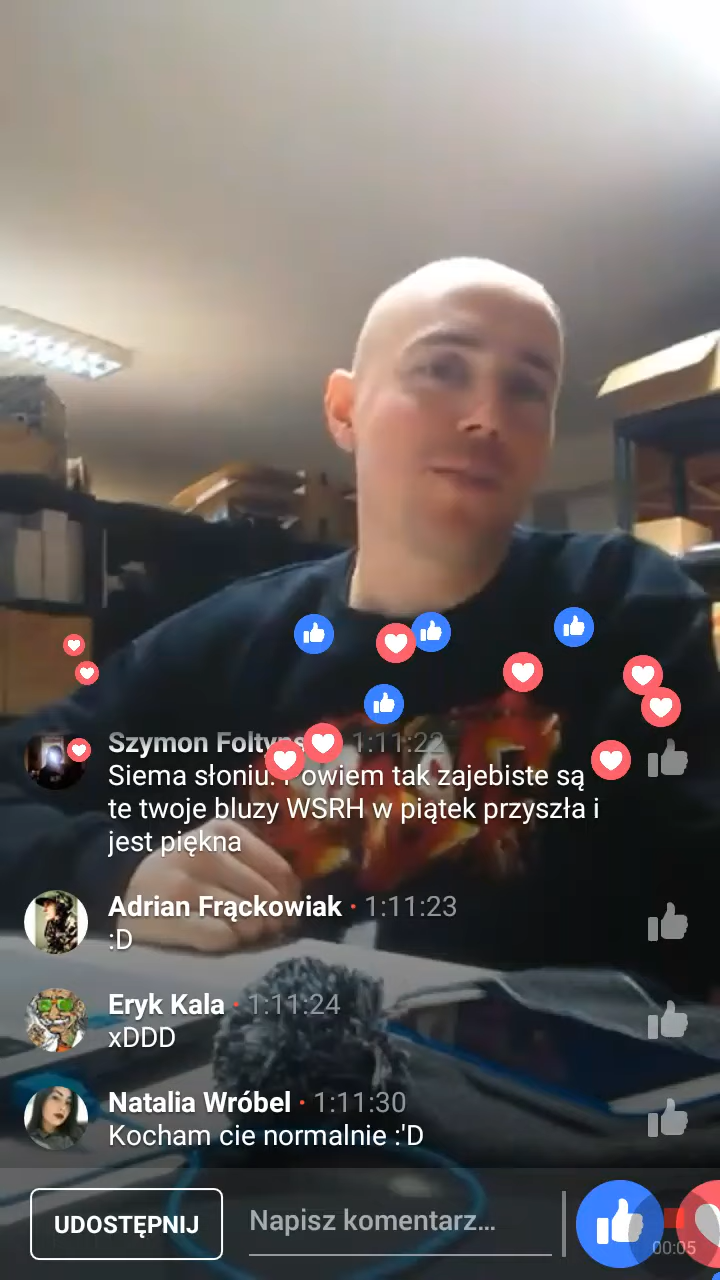 Szymon Foltyns 1:11:22
Siema słoniu. Powiem tak zajebiste są
te twoje bluzy WSRH w piątek przyszła i
jest piękna
Adrian Frąckowiak · 1:11:23
:D
Eryk Kala · 1:11:24
xDDD
Natalia Wróbel · 1:11:30
Kocham cie normalnie :'D
UDOSTĘPNIJ
Napisz komentarz...
00:05